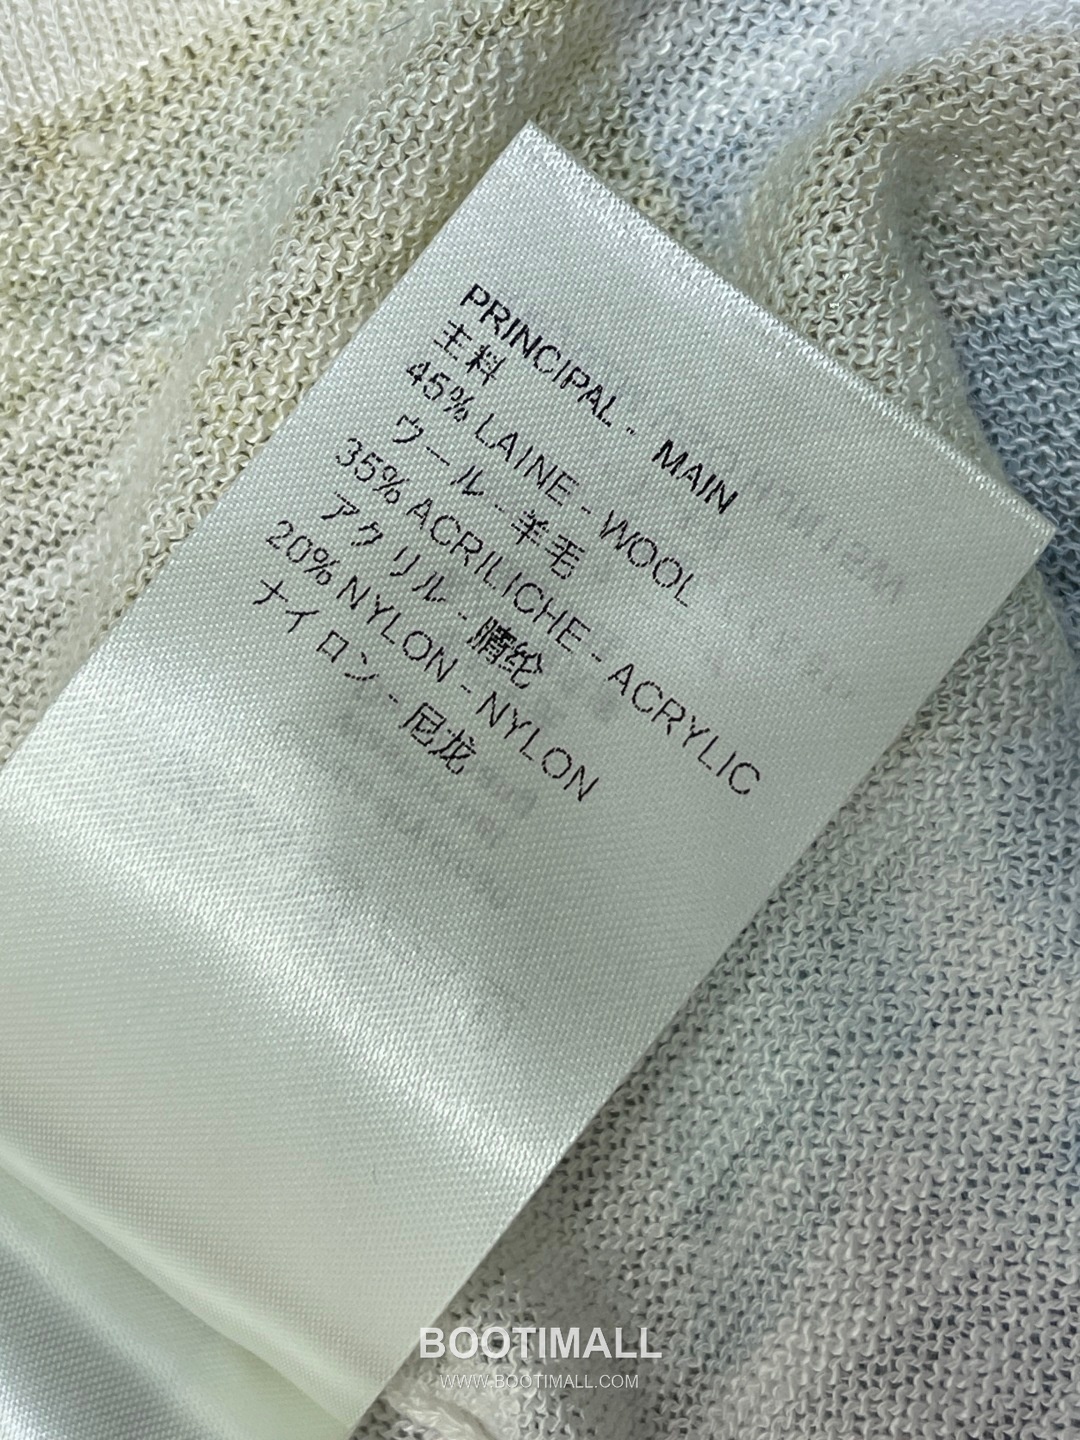 PRINCIPAL - MAIN
主料
45% LAINE - WOOL
ウール - 羊毛
35% ACRILICHE - ACRYLIC
アクリル - 腈纶
20% NYLON - NYLON
ナイロン - 尼龙
BOOTIMALL
WWW.BOOTIMALL.COM